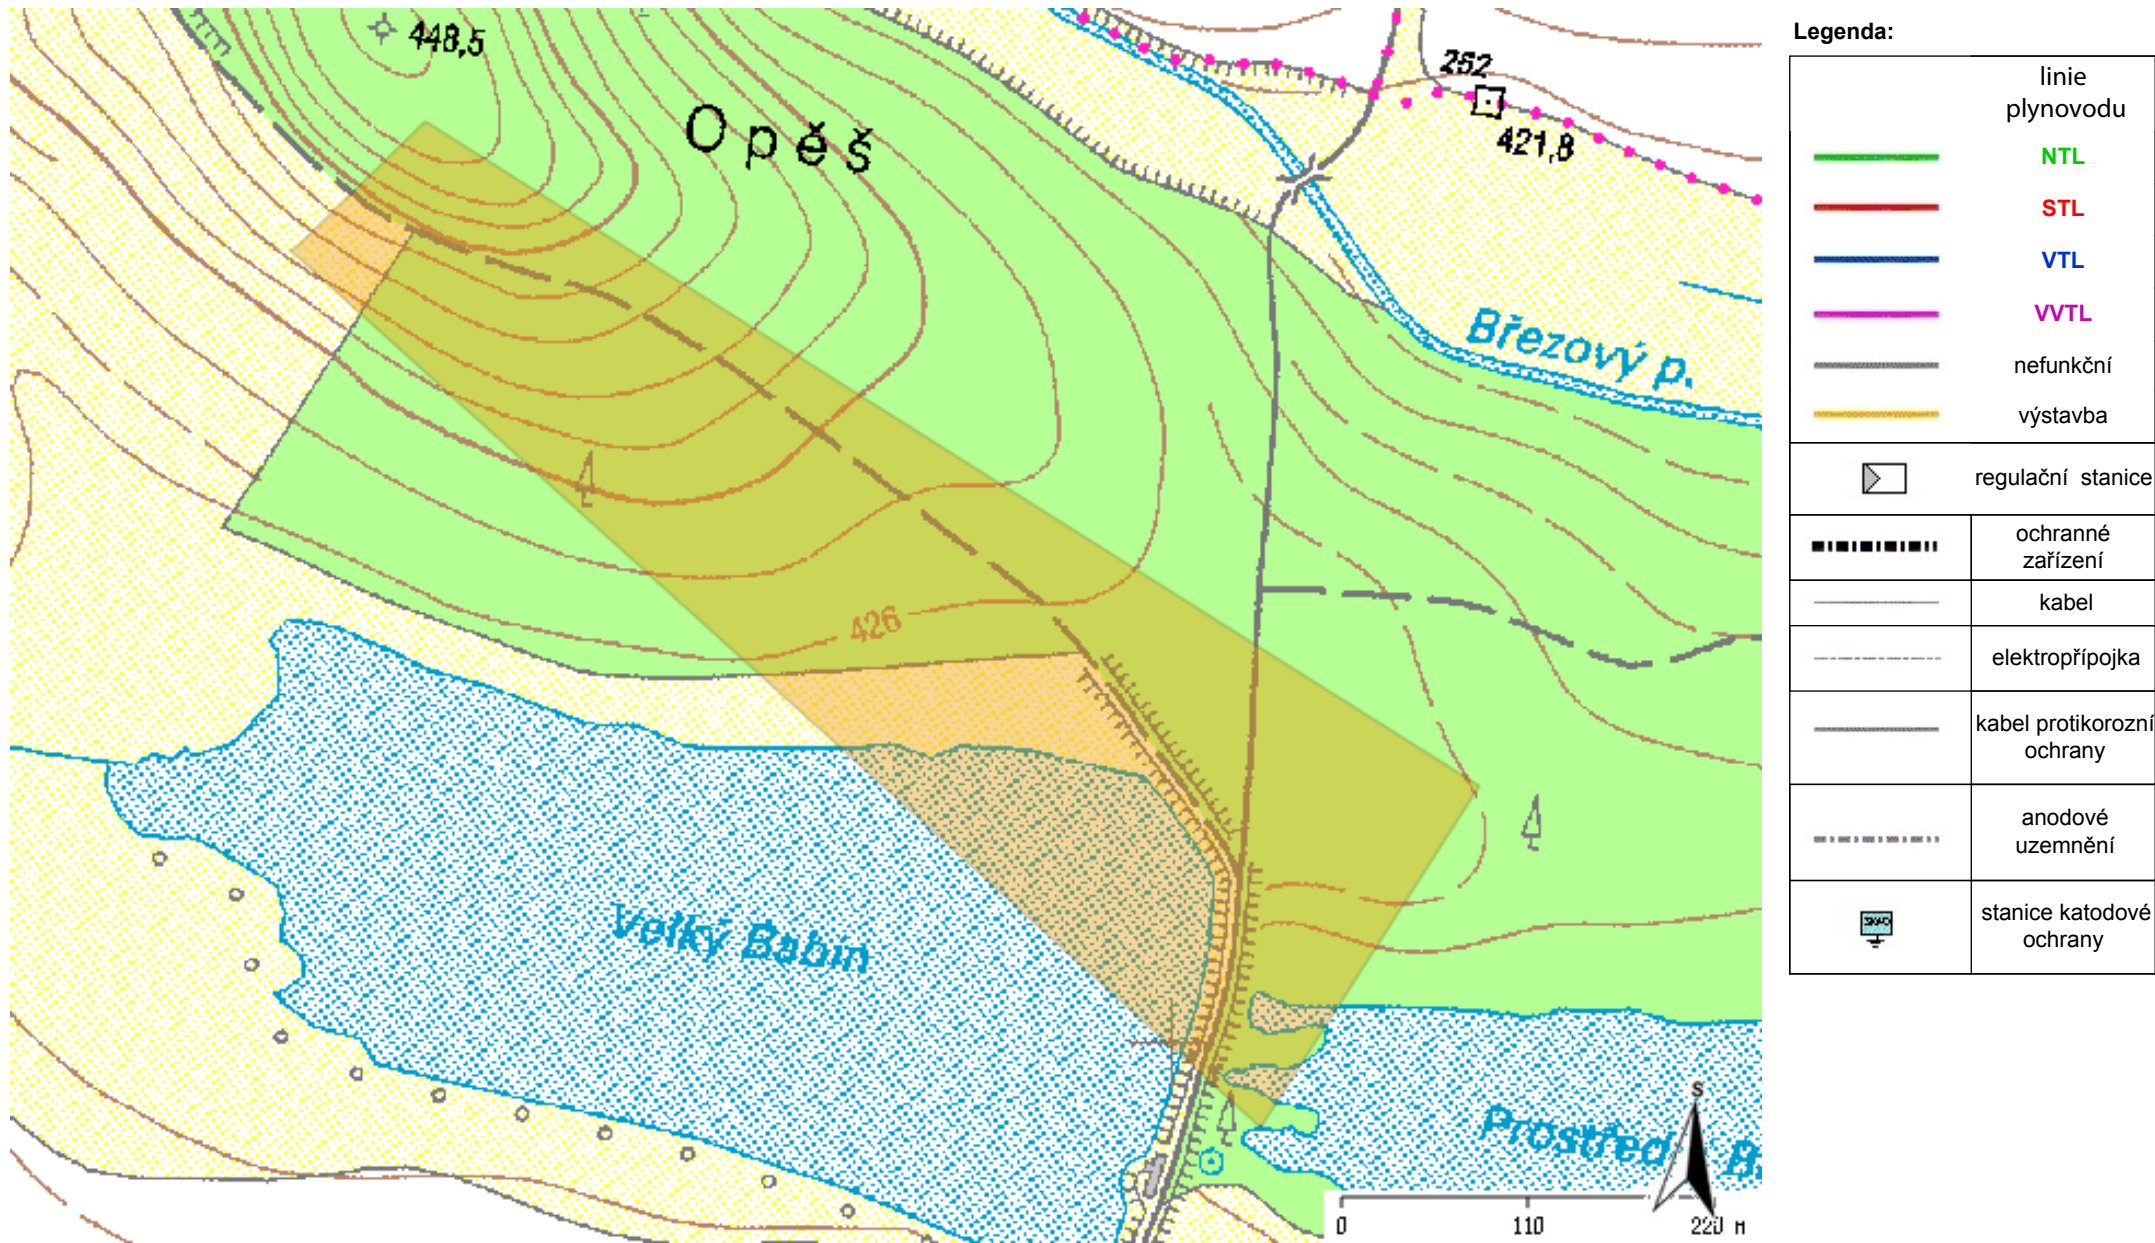 448,5
Opěš
252
421,8
Březový p.
426
Velký Babín
Prostřed
B
S
0 110 220 M
Legenda:
linie
plynovodu
NTL
STL
VTL
VVTL
nefunkční
výstavba
regulační stanice
ochranné
zařízení
kabel
elektropřípojka
kabel protikorozní
ochrany
anodové
uzemnění
stanice katodové
ochrany